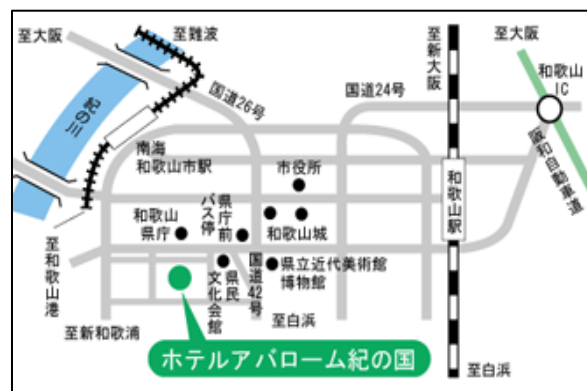 至大阪
至難波
至新大阪
至大阪
和歌山
IC
国道26号
国道24号
紀の川
阪和自動車道
南海
和歌山市駅
市役所
和歌山駅
県庁前
バス停
和歌山
県庁
和歌山城
至和歌山港
国道42号
県民
文化会館
県立近代美術館
博物館
至新和歌浦
至白浜
ホテルアバローム紀の国
至白浜